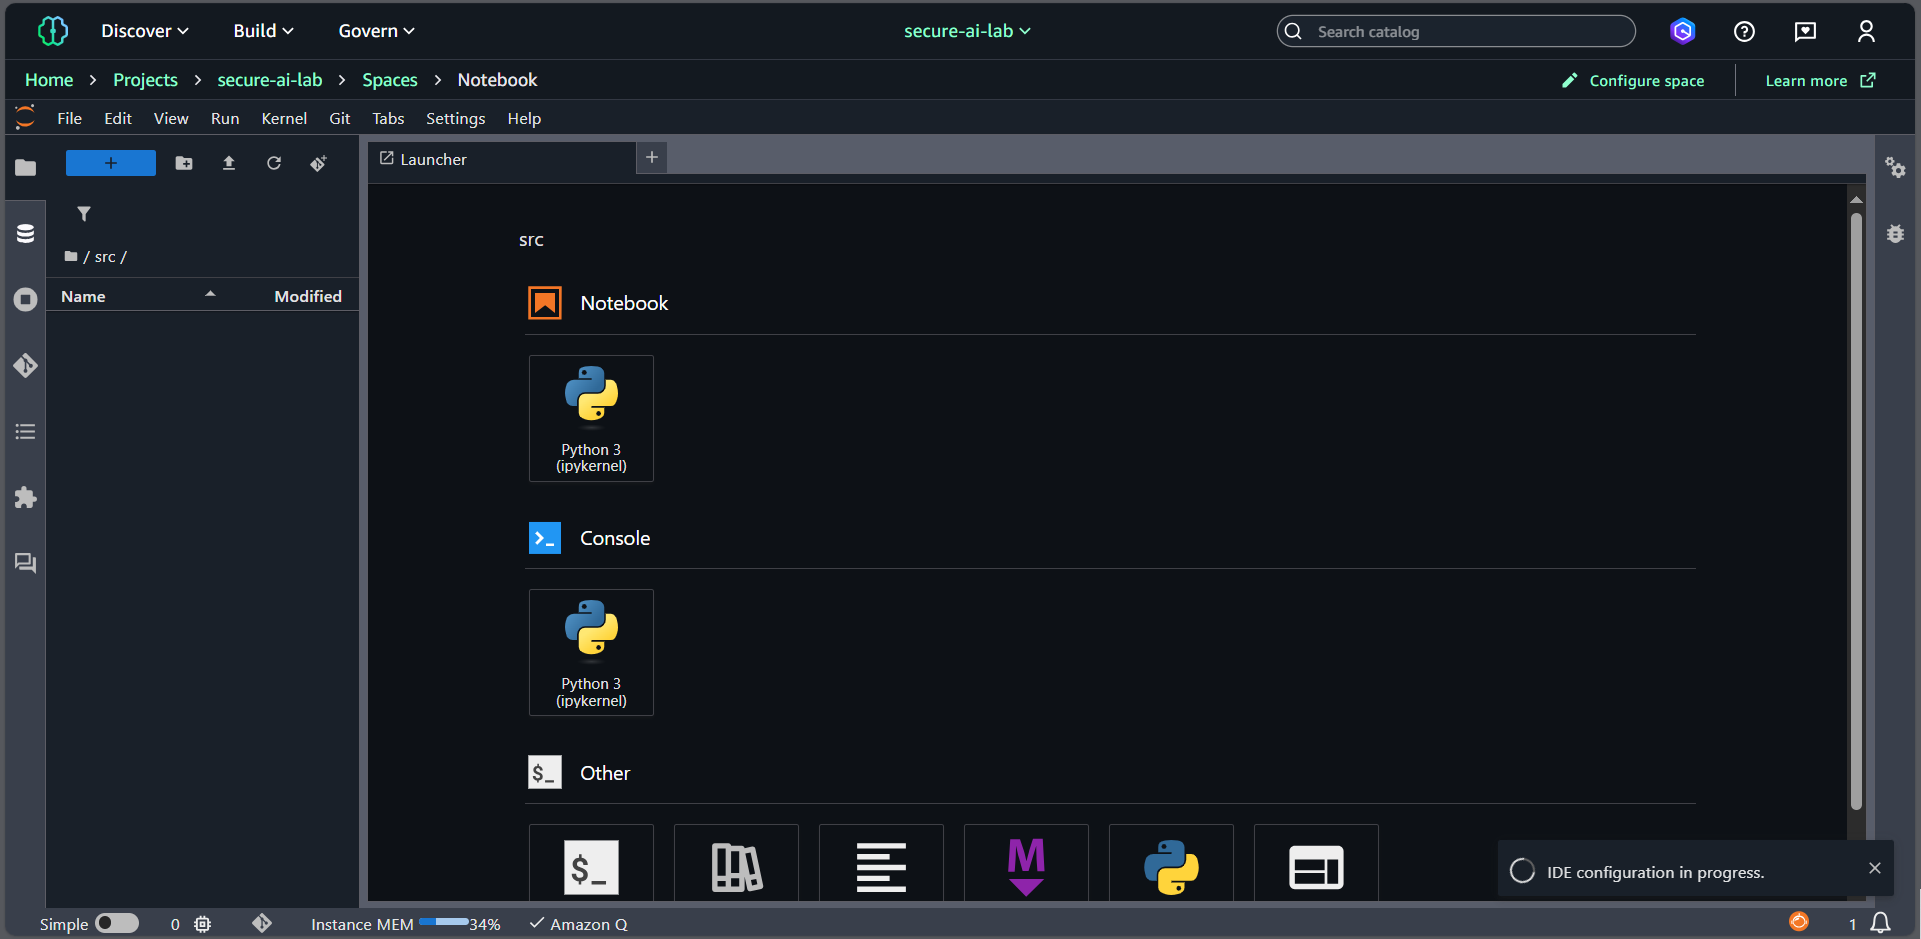 Discover Build Govern secure-ai-lab Search catalog
Home > Projects > secure-ai-lab > Spaces > Notebook Configure space Learn more
File Edit View Run Kernel Git Tabs Settings Help
+ Launcher +
/ src /
src
Name Modified
Notebook
Python 3
(ipykernel)
>_ Console
Python 3
(ipykernel)
$_ Other
$_ M
IDE configuration in progress.
Simple 0 Instance MEM 34% Amazon Q 1